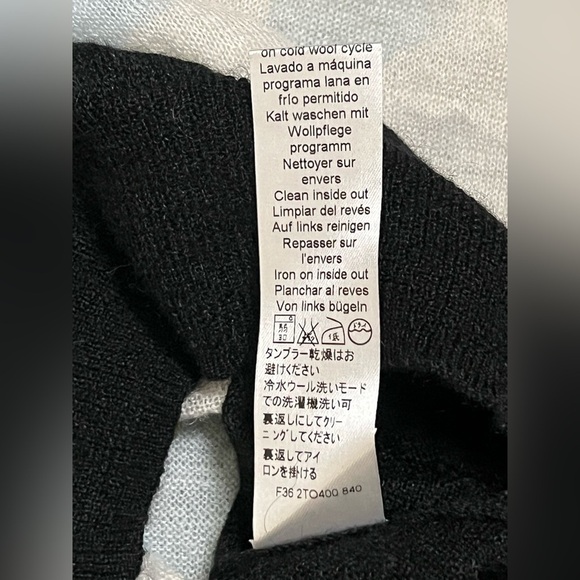 on cold wool cycle
Lavado a máquina
programa lana en
frío permitido
Kalt waschen mit
Wollpflege
programm
Nettoyer sur
envers
Clean inside out
Limpiar del revés
Auf links reinigen
Repasser sur
l'envers
Iron on inside out
Planchar al reves
Von links bügeln
タンブラー乾燥はお
避けください
冷水ウール洗いモード
での洗濯機洗い可
裏返しにしてクリー
ニングしてください
裏返してアイ
ロンを掛ける
F36 2TO400 840